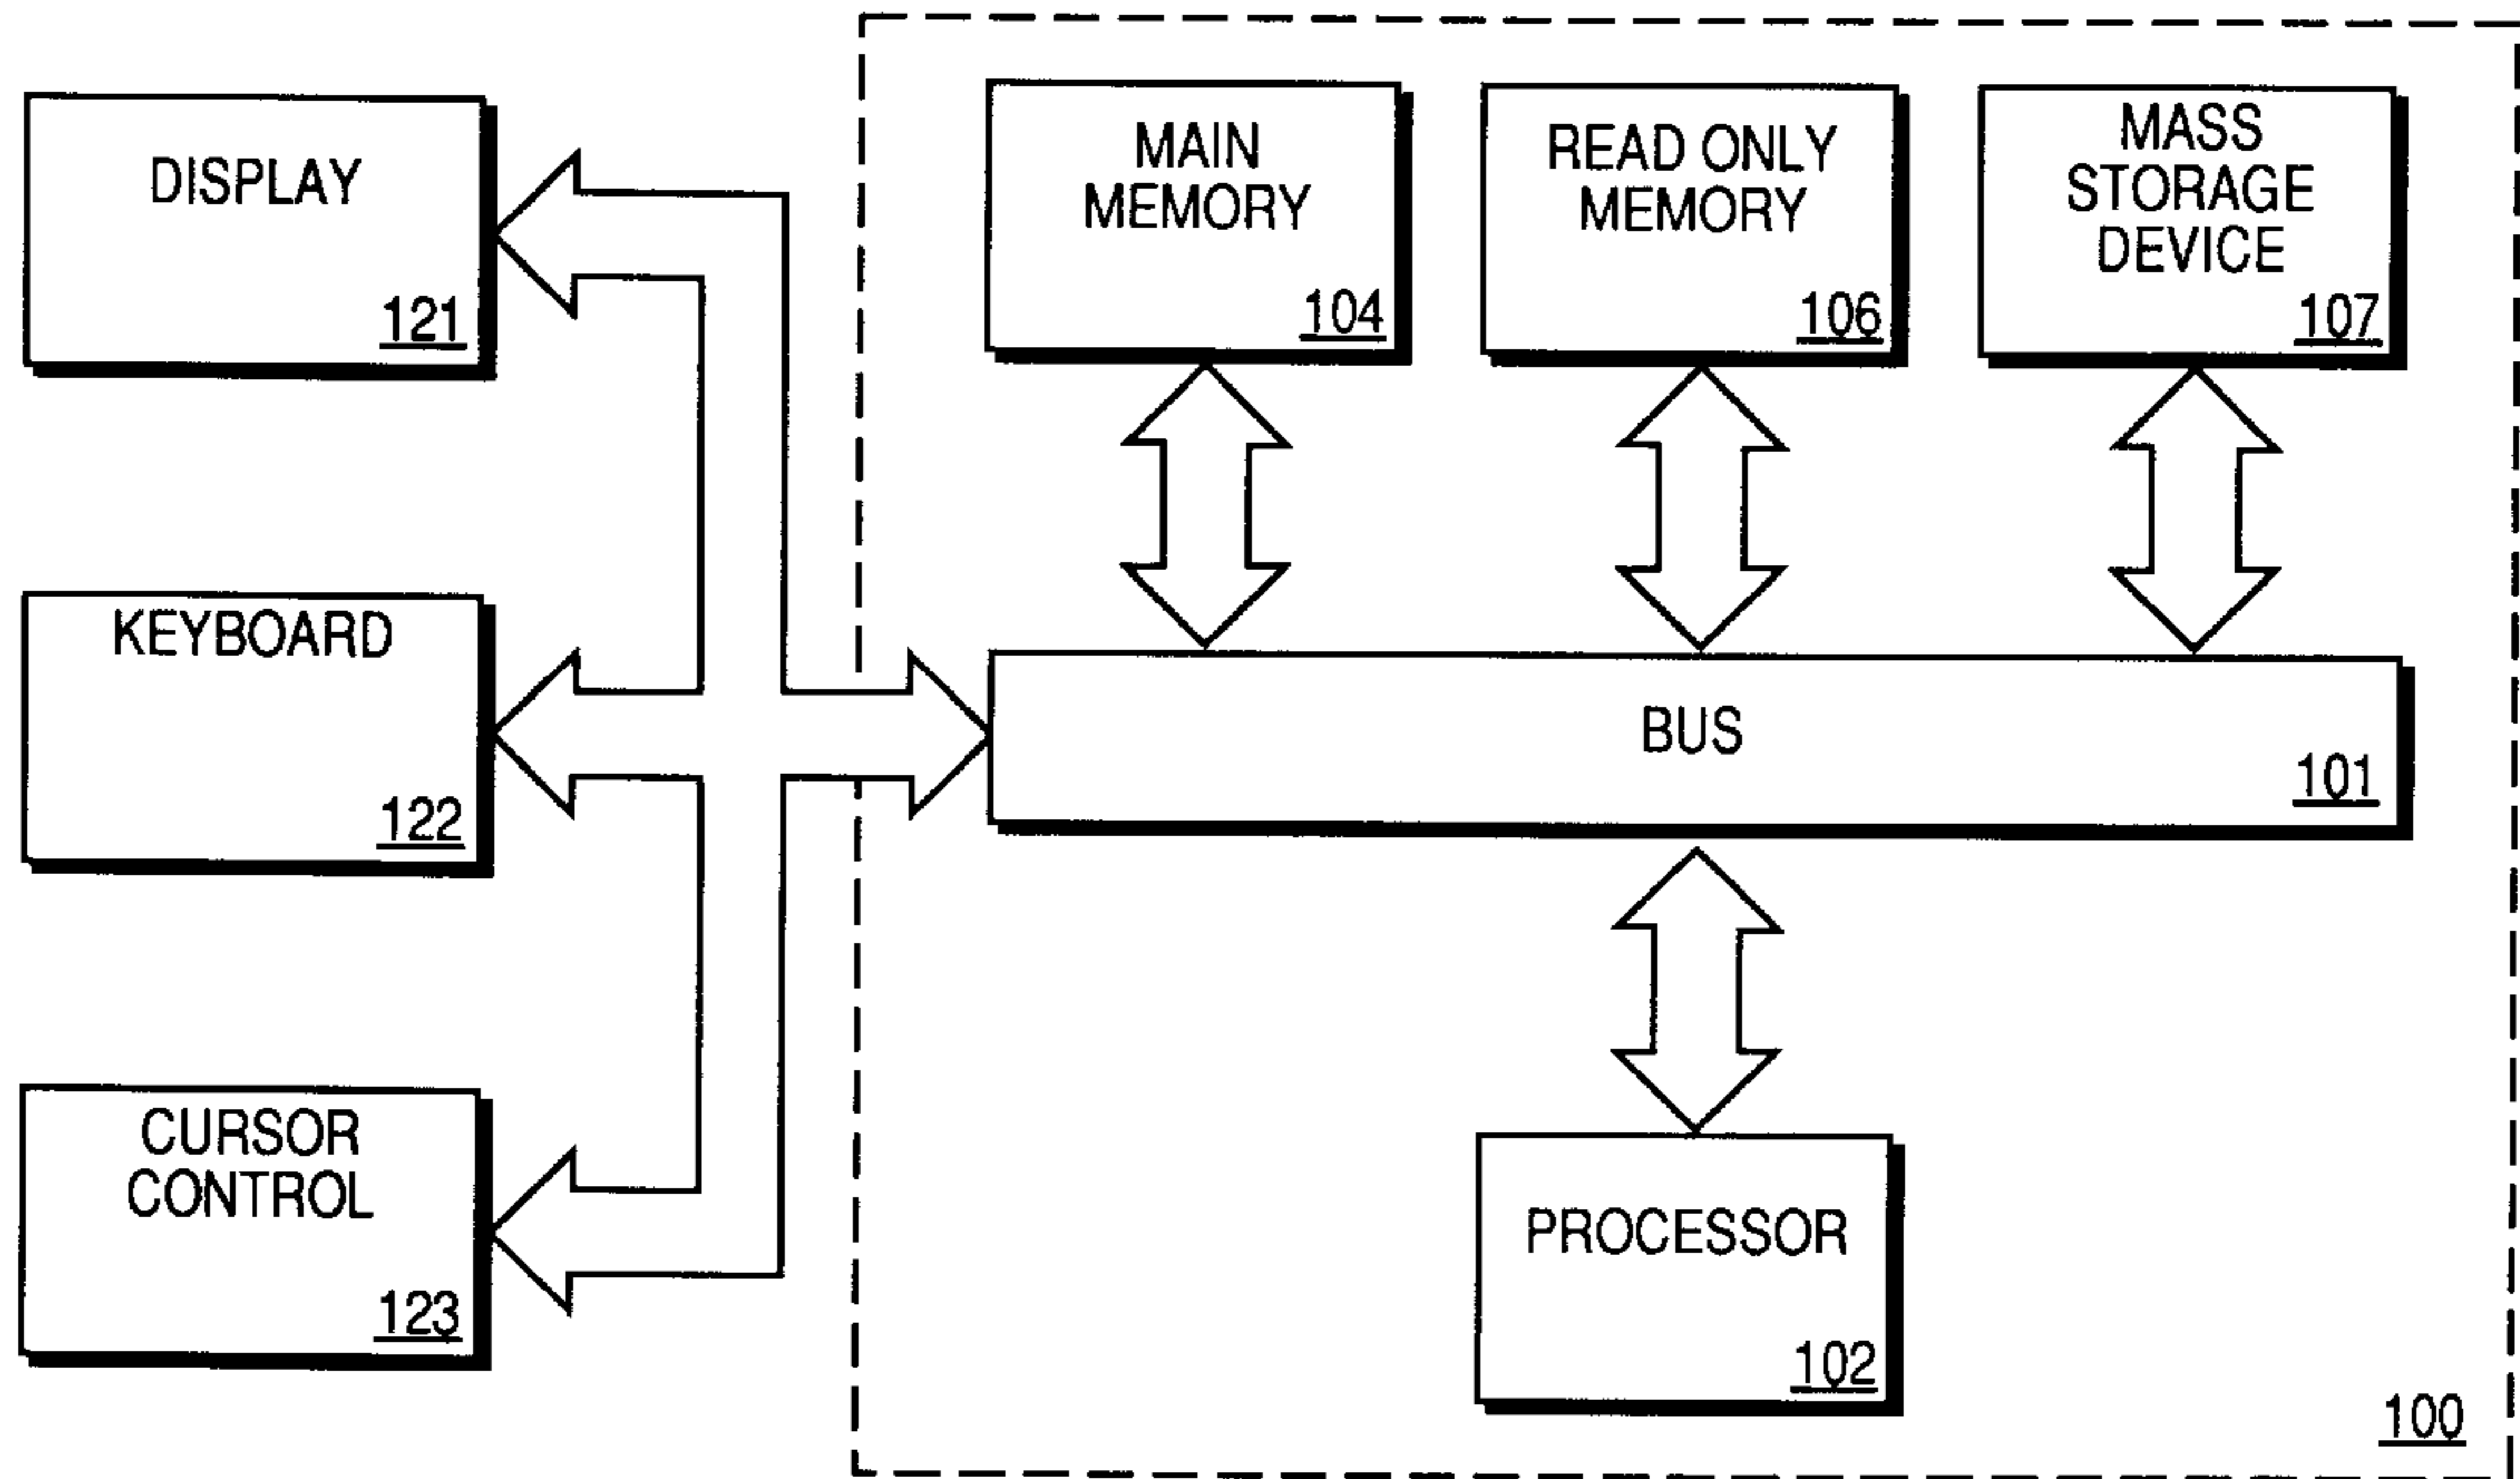 DISPLAY
121
KEYBOARD
122
CURSOR
CONTROL
123
MAIN
MEMORY
104
READ ONLY
MEMORY
106
MASS
STORAGE
DEVICE
107
BUS
101
PROCESSOR
102
100